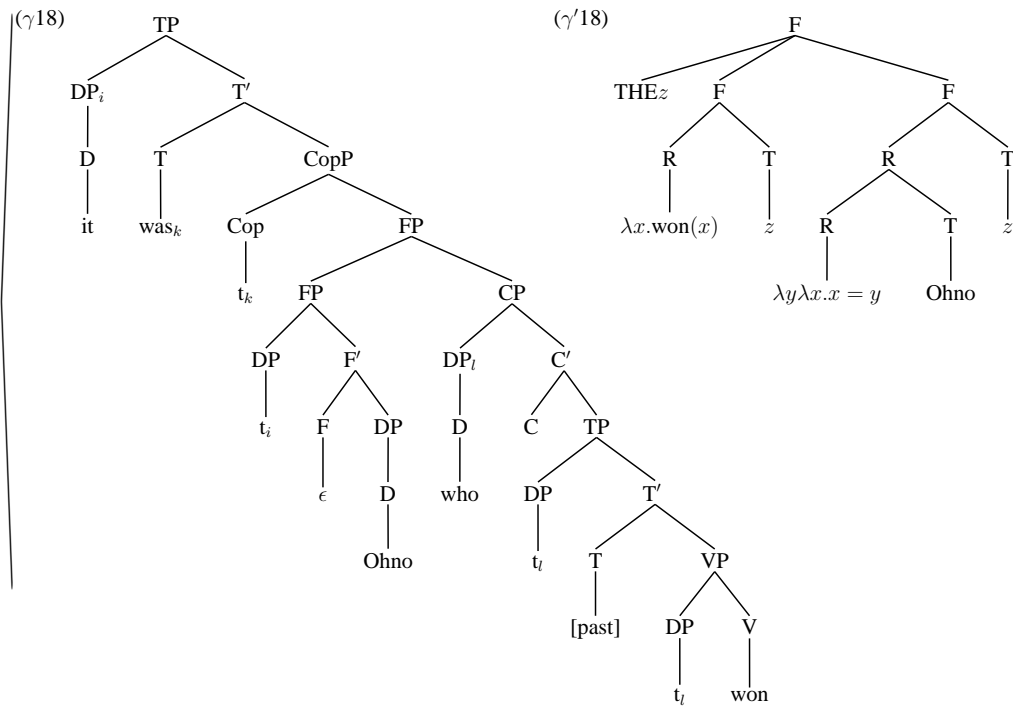 (γ18) TP (γ′18) F
DP_i T′ THEz F F
D T CopP R T R T
it was_k Cop FP λx.won(x) z R T z
t_k FP CP λyλx.x = y Ohno
DP F′ DP_l C′
t_i F DP D C TP
ϵ D who DP T′
Ohno t_l T VP
[past] DP V
t_l won